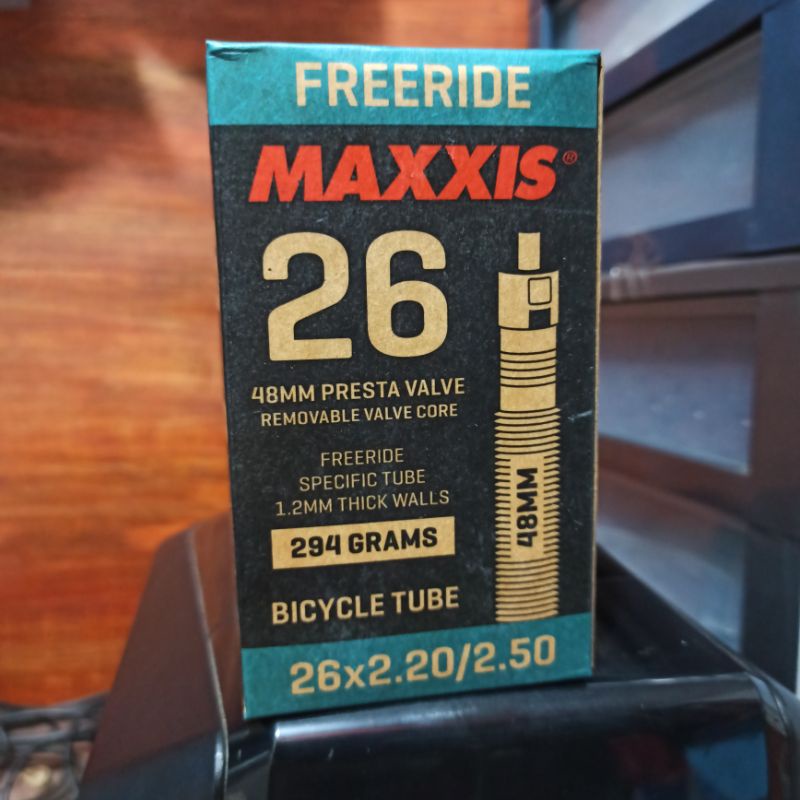 FREERIDE
MAXXIS®
26
48MM PRESTA VALVE
REMOVABLE VALVE CORE
FREERIDE
SPECIFIC TUBE
1.2MM THICK WALLS
294 GRAMS
48MM
BICYCLE TUBE
26x2.20/2.50